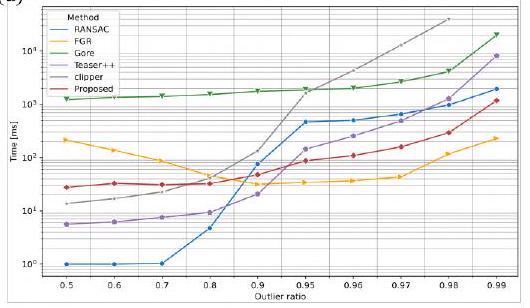 Method
RANSAC
FGR
Gore
Teaser++
clipper
Proposed
Time [ms]
10⁴
10³
10²
10¹
10⁰
0.5 0.6 0.7 0.8 0.9 0.95 0.96 0.97 0.98 0.99
Outlier ratio